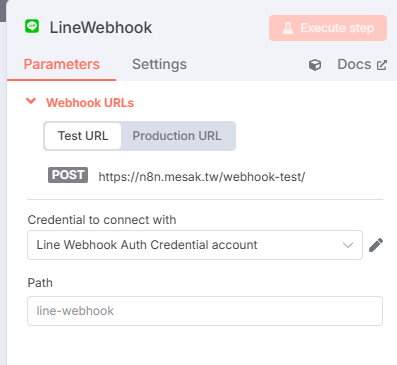 LineWebhook
Execute step
Parameters
Settings
Docs
Webhook URLs
Test URL
Production URL
POST
https://n8n.mesak.tw/webhook-test/
Credential to connect with
Line Webhook Auth Credential account
Path
line-webhook